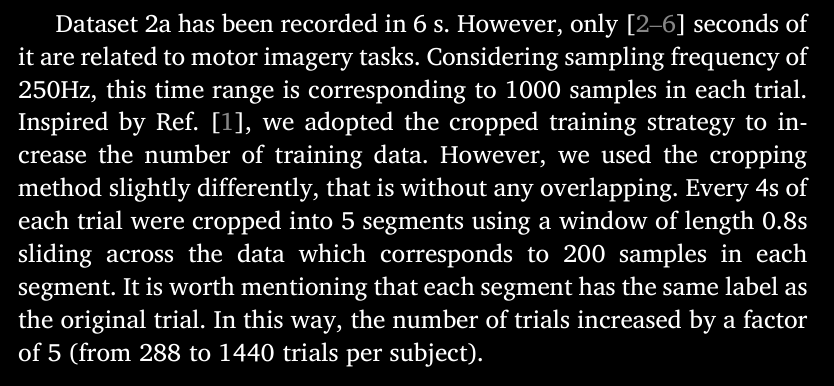 Dataset 2a has been recorded in 6 s. However, only [2–6] seconds of
it are related to motor imagery tasks. Considering sampling frequency of
250Hz, this time range is corresponding to 1000 samples in each trial.
Inspired by Ref. [1], we adopted the cropped training strategy to in-
crease the number of training data. However, we used the cropping
method slightly differently, that is without any overlapping. Every 4s of
each trial were cropped into 5 segments using a window of length 0.8s
sliding across the data which corresponds to 200 samples in each
segment. It is worth mentioning that each segment has the same label as
the original trial. In this way, the number of trials increased by a factor
of 5 (from 288 to 1440 trials per subject).